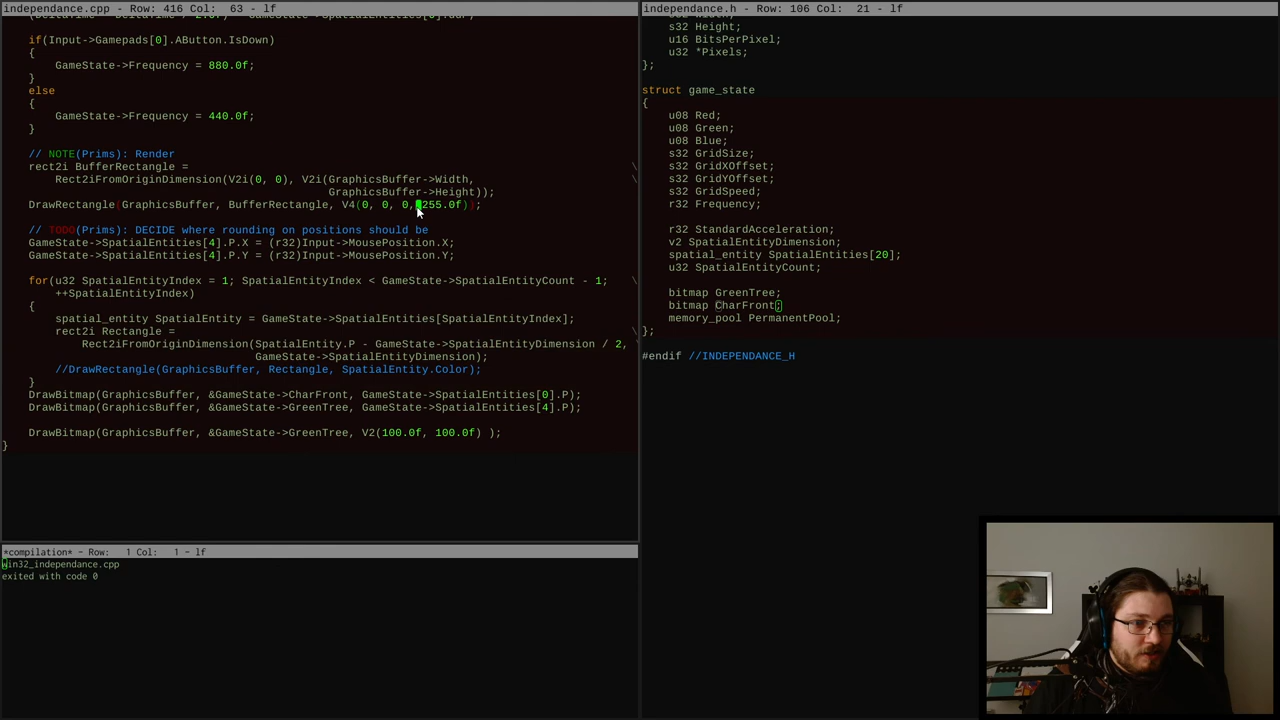 independance.cpp - Row: 416 Col: 63 - lf
if(Input->Gamepads[0].AButton.IsDown)
{
GameState->Frequency = 880.0f;
}
else
{
GameState->Frequency = 440.0f;
}
// NOTE(Prims): Render
rect2i BufferRectangle = \
Rect2iFromOriginDimension(V2i(0, 0), V2i(GraphicsBuffer->Width, \
GraphicsBuffer->Height));
DrawRectangle(GraphicsBuffer, BufferRectangle, V4(0, 0, 0, 255.0f));
// TODO(Prims): DECIDE where rounding on positions should be
GameState->SpatialEntities[4].P.X = (r32)Input->MousePosition.X;
GameState->SpatialEntities[4].P.Y = (r32)Input->MousePosition.Y;
for(u32 SpatialEntityIndex = 1; SpatialEntityIndex < GameState->SpatialEntityCount - 1; \
++SpatialEntityIndex)
{
spatial_entity SpatialEntity = GameState->SpatialEntities[SpatialEntityIndex];
rect2i Rectangle = \
Rect2iFromOriginDimension(SpatialEntity.P - GameState->SpatialEntityDimension / 2, \
GameState->SpatialEntityDimension);
//DrawRectangle(GraphicsBuffer, Rectangle, SpatialEntity.Color);
}
DrawBitmap(GraphicsBuffer, &GameState->CharFront, GameState->SpatialEntities[0].P);
DrawBitmap(GraphicsBuffer, &GameState->GreenTree, GameState->SpatialEntities[4].P);
DrawBitmap(GraphicsBuffer, &GameState->GreenTree, V2(100.0f, 100.0f) );
}
*compilation* - Row: 1 Col: 1 - lf
win32_independance.cpp
exited with code 0
independance.h - Row: 106 Col: 21 - lf
s32 Width;
s32 Height;
u16 BitsPerPixel;
u32 *Pixels;
};
struct game_state
{
u08 Red;
u08 Green;
u08 Blue;
s32 GridSize;
s32 GridXOffset;
s32 GridYOffset;
s32 GridSpeed;
r32 Frequency;
r32 StandardAcceleration;
v2 SpatialEntityDimension;
spatial_entity SpatialEntities[20];
u32 SpatialEntityCount;
bitmap GreenTree;
bitmap CharFront;
memory_pool PermanentPool;
};
#endif //INDEPENDANCE_H